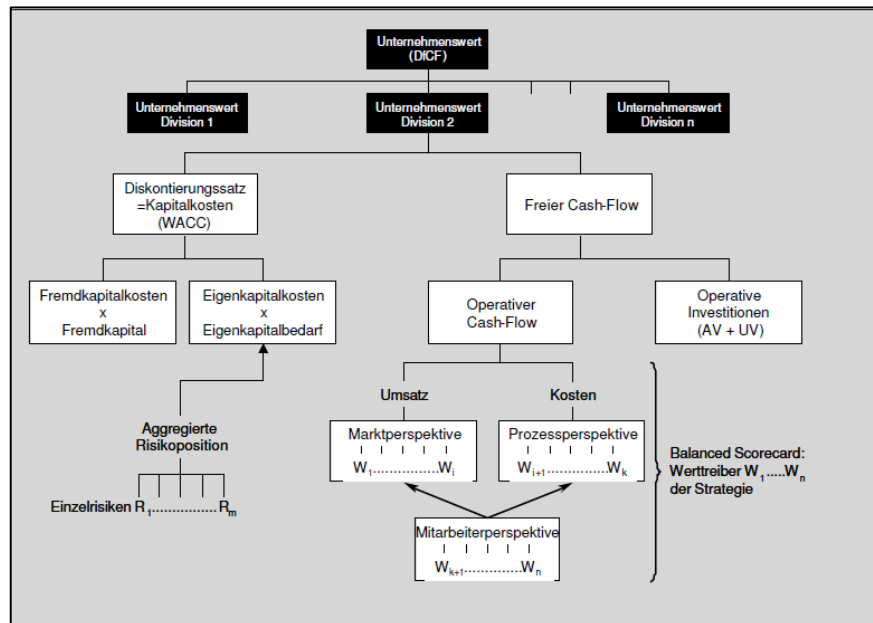 Unternehmenswert
(DfCF)
Unternehmenswert
Division 1
Unternehmenswert
Division 2
Unternehmenswert
Division n
Diskontierungssatz
=Kapitalkosten
(WACC)
Freier Cash-Flow
Fremdkapitalkosten
x
Fremdkapital
Eigenkapitalkosten
x
Eigenkapitalbedarf
Operativer
Cash-Flow
Operative
Investitionen
(AV + UV)
Umsatz
Kosten
Aggregierte
Risikoposition
Marktperspektive
W₁................Wᵢ
Prozessperspektive
Wᵢ₊₁..............Wₖ
Balanced Scorecard:
Werttreiber W₁.....Wₙ
der Strategie
Einzelrisiken R₁................Rₘ
Mitarbeiterperspektive
Wₖ₊₁..............Wₙ